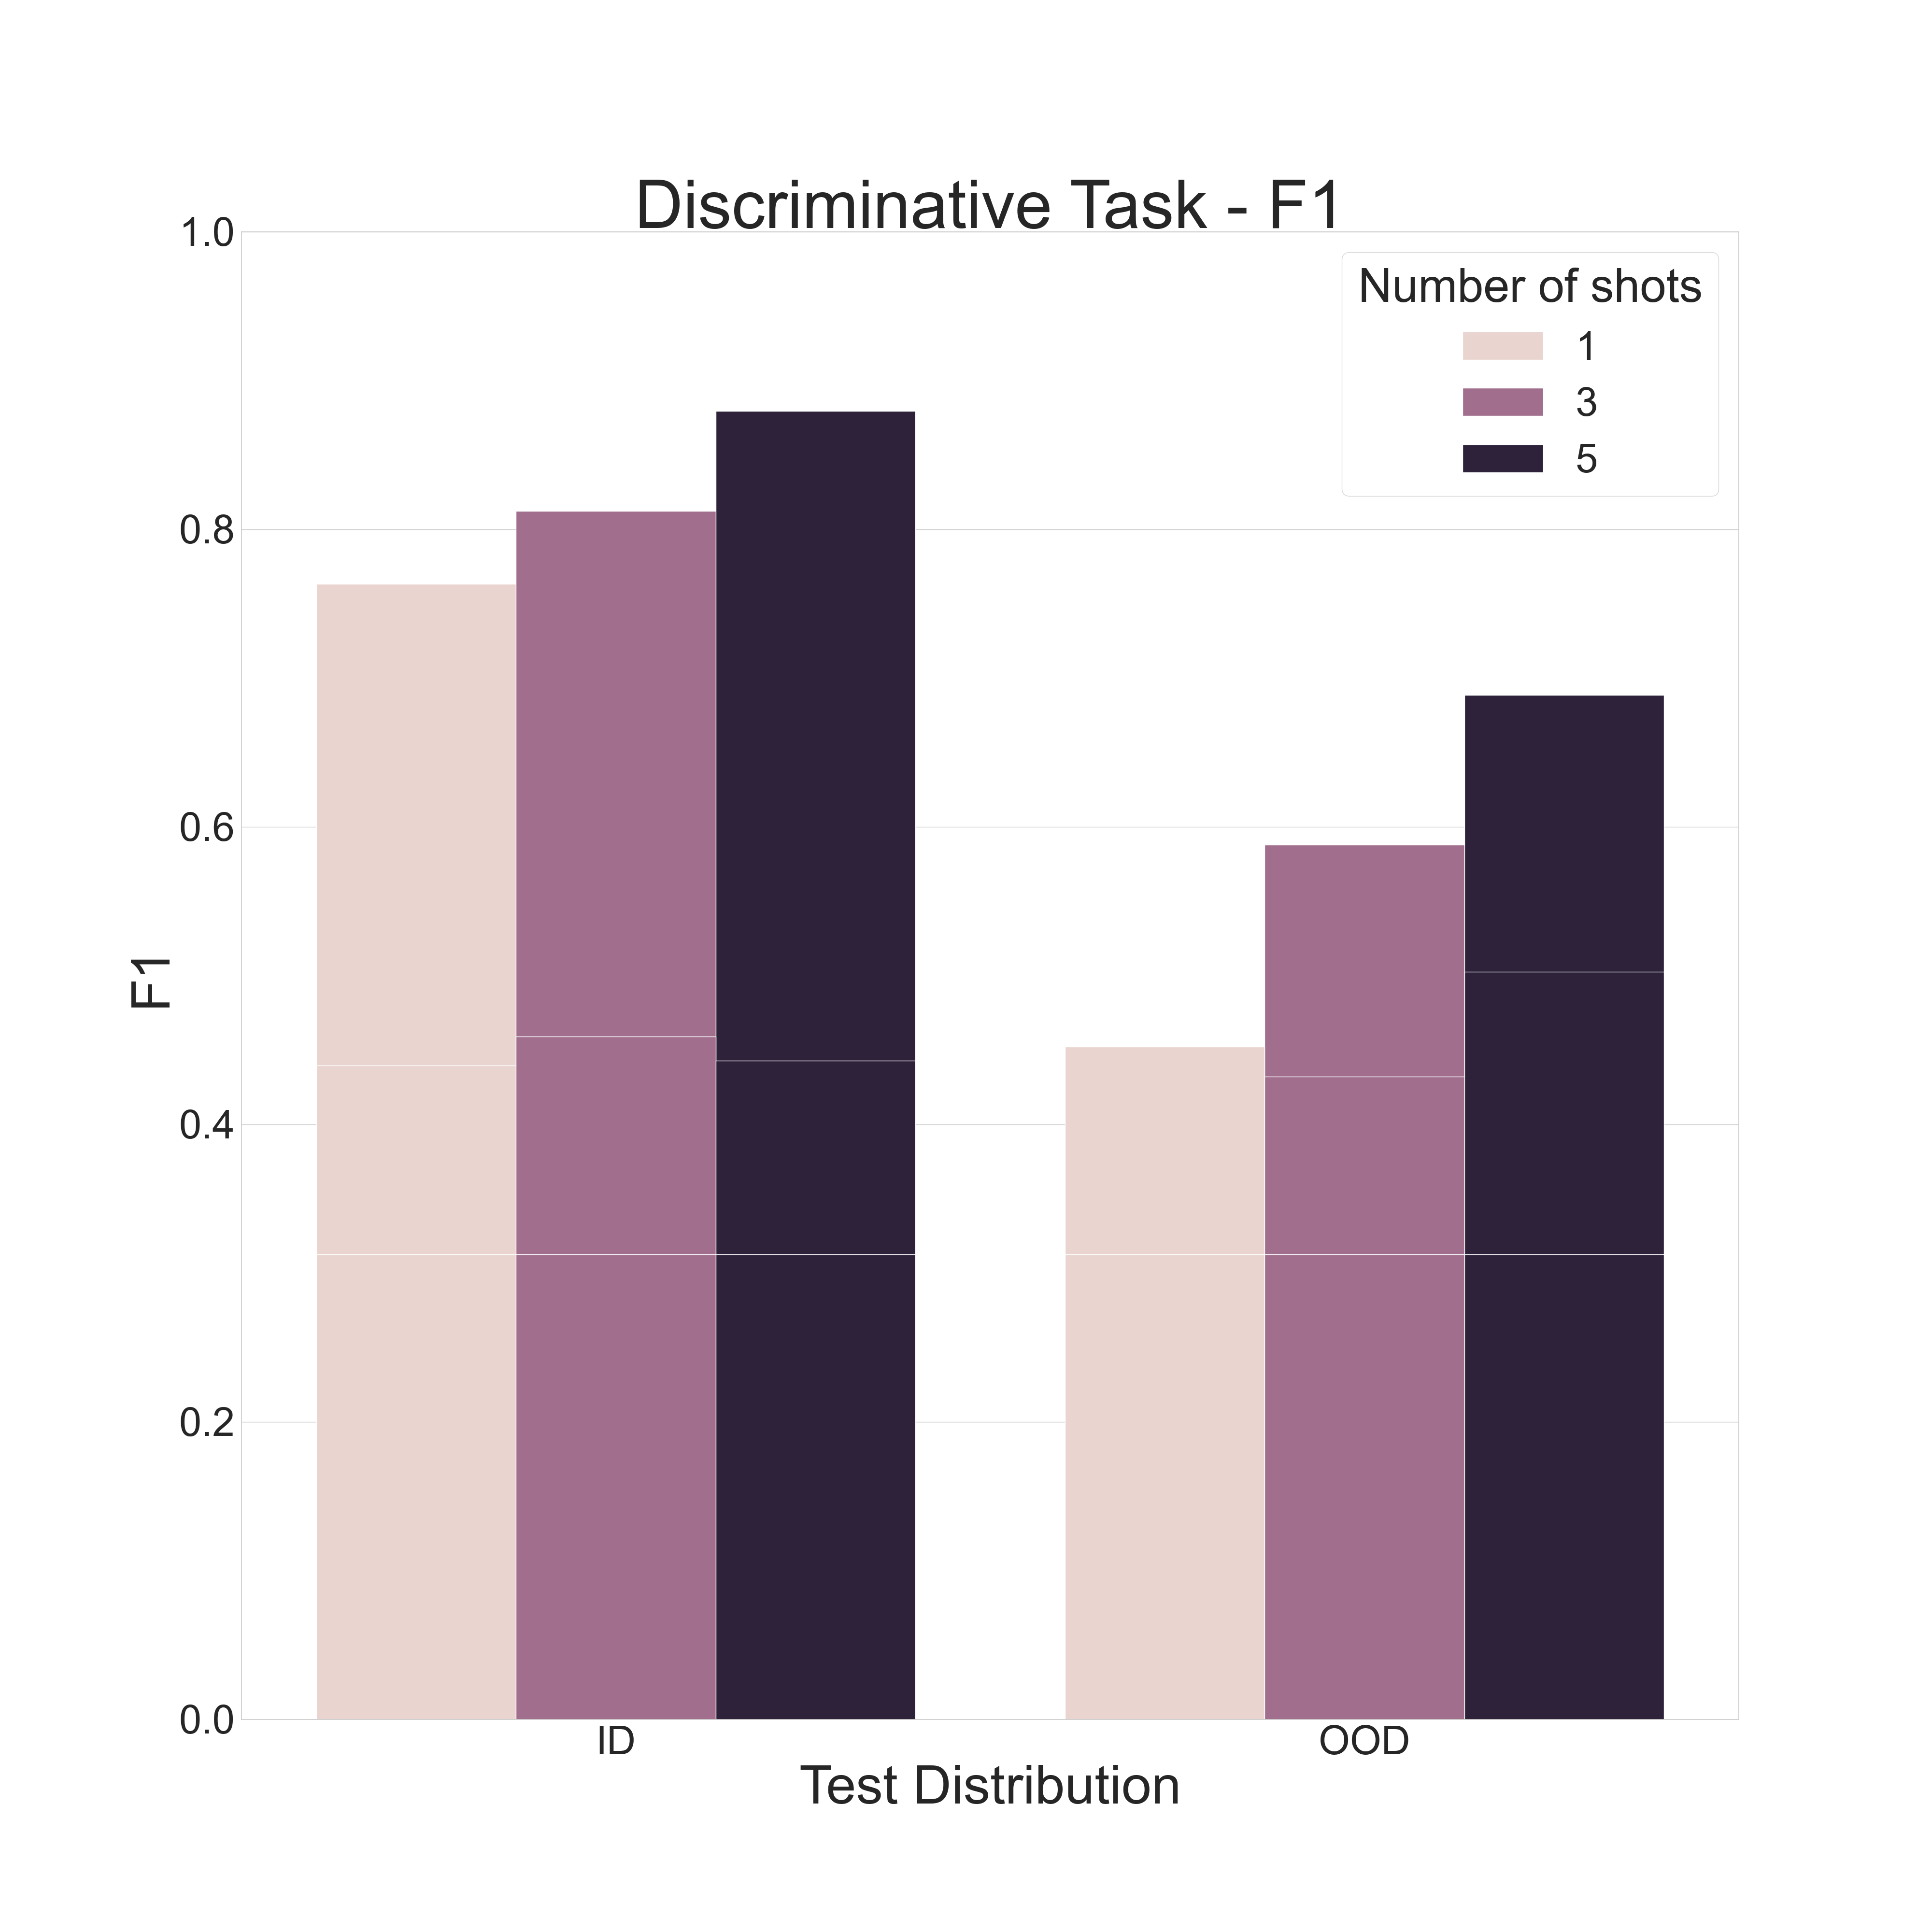 Discriminative Task - F1
1.0
0.8
0.6
0.4
0.2
0.0
F1
Number of shots
1
3
5
ID
OOD
Test Distribution